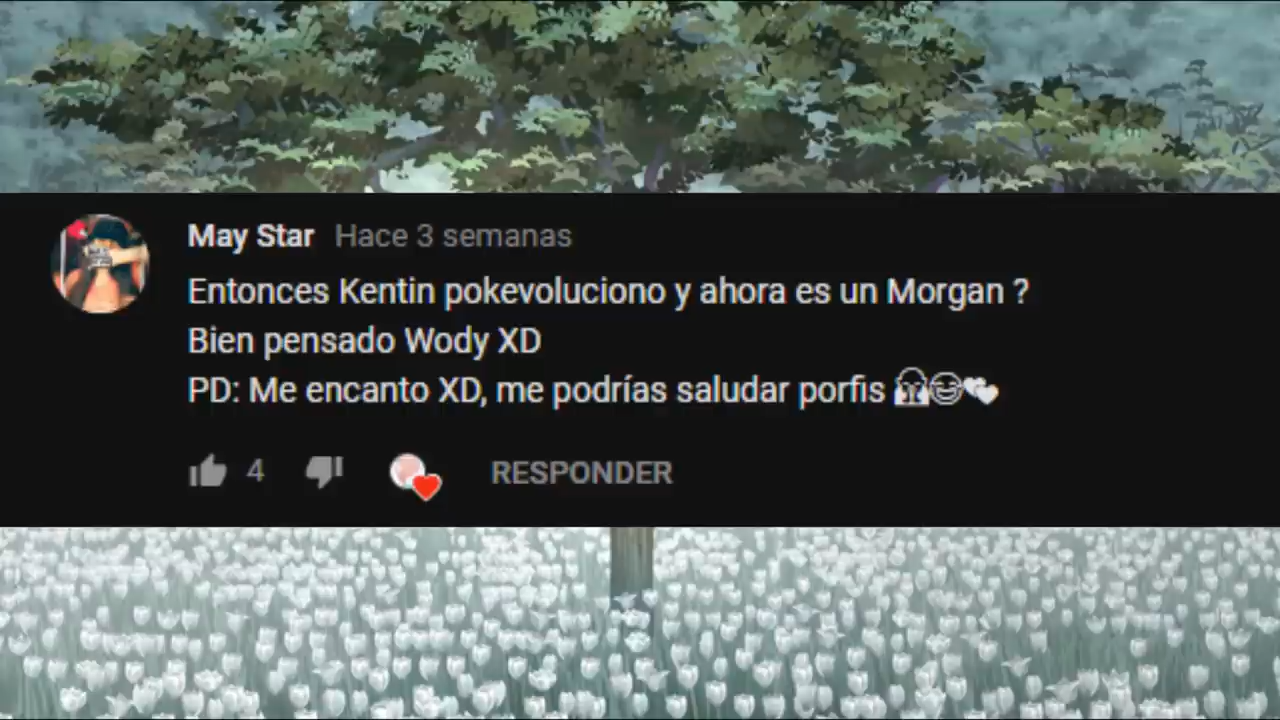 May Star Hace 3 semanas
Entonces Kentin pokevoluciono y ahora es un Morgan ?
Bien pensado Wody XD
PD: Me encanto XD, me podrías saludar porfis
4 RESPONDER